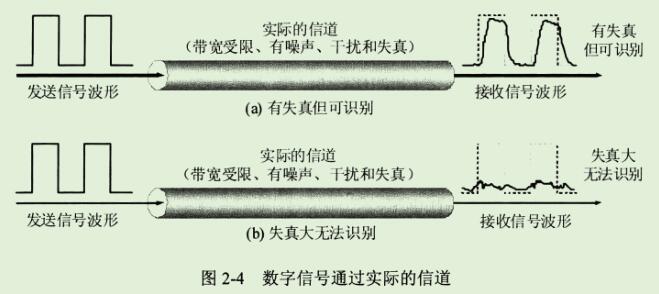 实际的信道
(带宽受限、有噪声、干扰和失真)
有失真
但可识别
发送信号波形
接收信号波形
(a) 有失真但可识别
实际的信道
(带宽受限、有噪声、干扰和失真)
失真大
无法识别
发送信号波形
接收信号波形
(b) 失真大无法识别
图 2-4 数字信号通过实际的信道